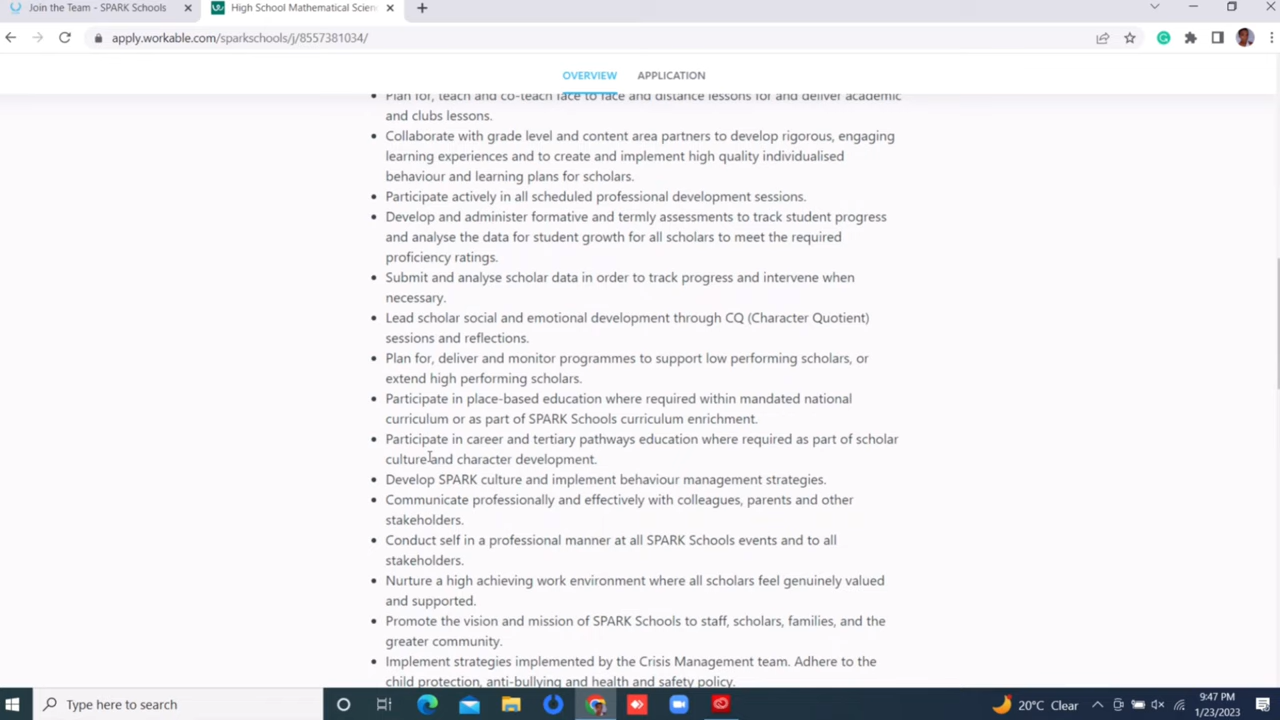 Join the Team - SPARK Schools
High School Mathematical Scien
apply.workable.com/sparkschools/j/8557381034/
OVERVIEW
APPLICATION
Plan for, teach and co-teach face to face and distance lessons for and deliver academic
and clubs lessons.
Collaborate with grade level and content area partners to develop rigorous, engaging
learning experiences and to create and implement high quality individualised
behaviour and learning plans for scholars.
Participate actively in all scheduled professional development sessions.
Develop and administer formative and termly assessments to track student progress
and analyse the data for student growth for all scholars to meet the required
proficiency ratings.
Submit and analyse scholar data in order to track progress and intervene when
necessary.
Lead scholar social and emotional development through CQ (Character Quotient)
sessions and reflections.
Plan for, deliver and monitor programmes to support low performing scholars, or
extend high performing scholars.
Participate in place-based education where required within mandated national
curriculum or as part of SPARK Schools curriculum enrichment.
Participate in career and tertiary pathways education where required as part of scholar
culture and character development.
Develop SPARK culture and implement behaviour management strategies.
Communicate professionally and effectively with colleagues, parents and other
stakeholders.
Conduct self in a professional manner at all SPARK Schools events and to all
stakeholders.
Nurture a high achieving work environment where all scholars feel genuinely valued
and supported.
Promote the vision and mission of SPARK Schools to staff, scholars, families, and the
greater community.
Implement strategies implemented by the Crisis Management team. Adhere to the
child protection, anti-bullying and health and safety policy.
Type here to search
20°C Clear
9:47 PM
1/23/2023